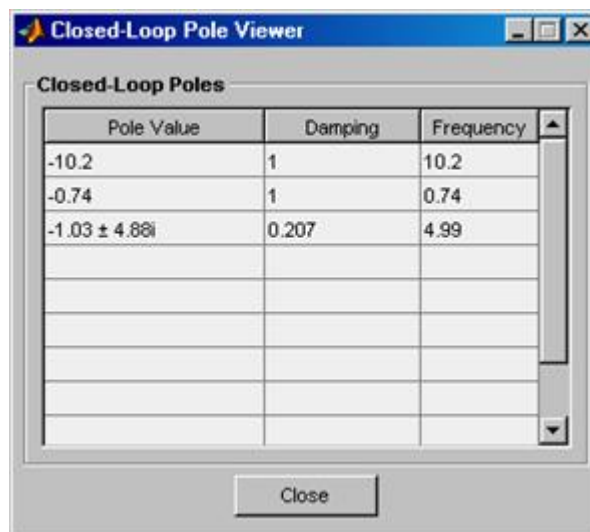 Closed-Loop Pole Viewer
Closed-Loop Poles
Pole Value Damping Frequency
-10.2 1 10.2
-0.74 1 0.74
-1.03 ± 4.88i 0.207 4.99
Close